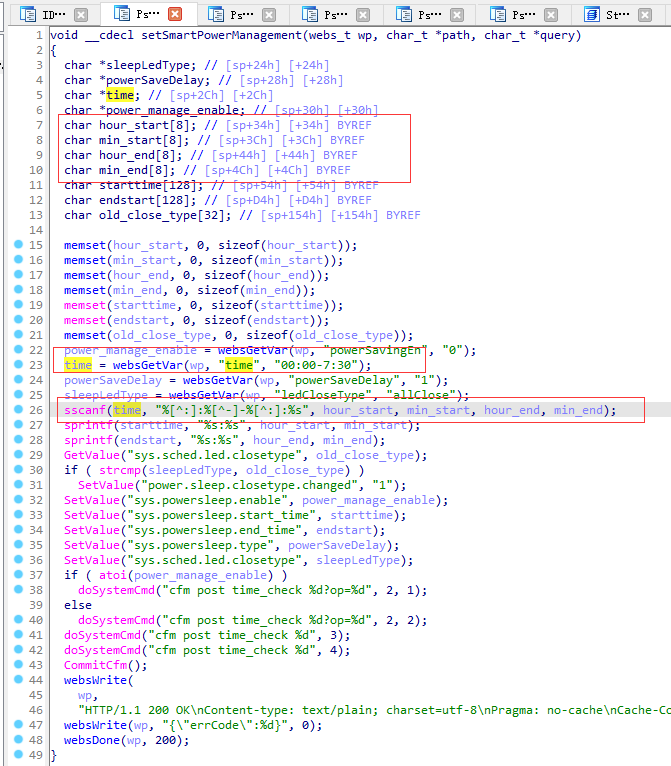 ID··· Ps··· Ps··· Ps··· Ps··· Ps··· St···
1 void __cdecl setSmartPowerManagement(webs_t wp, char_t *path, char_t *query)
2 {
3 char *sleepLedType; // [sp+24h] [+24h]
4 char *powerSaveDelay; // [sp+28h] [+28h]
5 char *time; // [sp+2Ch] [+2Ch]
6 char *power_manage_enable; // [sp+30h] [+30h]
7 char hour_start[8]; // [sp+34h] [+34h] BYREF
8 char min_start[8]; // [sp+3Ch] [+3Ch] BYREF
9 char hour_end[8]; // [sp+44h] [+44h] BYREF
10 char min_end[8]; // [sp+4Ch] [+4Ch] BYREF
11 char starttime[128]; // [sp+54h] [+54h] BYREF
12 char endstart[128]; // [sp+D4h] [+D4h] BYREF
13 char old_close_type[32]; // [sp+154h] [+154h] BYREF
14
15 memset(hour_start, 0, sizeof(hour_start));
16 memset(min_start, 0, sizeof(min_start));
17 memset(hour_end, 0, sizeof(hour_end));
18 memset(min_end, 0, sizeof(min_end));
19 memset(starttime, 0, sizeof(starttime));
20 memset(endstart, 0, sizeof(endstart));
21 memset(old_close_type, 0, sizeof(old_close_type));
22 power_manage_enable = websGetVar(wp, "powerSavingEn", "0");
23 time = websGetVar(wp, "time", "00:00-7:30");
24 powerSaveDelay = websGetVar(wp, "powerSaveDelay", "1");
25 sleepLedType = websGetVar(wp, "ledCloseType", "allClose");
26 sscanf(time, "%[^:]:%[^-]-%[^:]:%s", hour_start, min_start, hour_end, min_end);
27 sprintf(starttime, "%s:%s", hour_start, min_start);
28 sprintf(endstart, "%s:%s", hour_end, min_end);
29 GetValue("sys.sched.led.closetype", old_close_type);
30 if ( strcmp(sleepLedType, old_close_type) )
31 SetValue("power.sleep.closetype.changed", "1");
32 SetValue("sys.powersleep.enable", power_manage_enable);
33 SetValue("sys.powersleep.start_time", starttime);
34 SetValue("sys.powersleep.end_time", endstart);
35 SetValue("sys.powersleep.type", powerSaveDelay);
36 SetValue("sys.sched.led.closetype", sleepLedType);
37 if ( atoi(power_manage_enable) )
38 doSystemCmd("cfm post time_check %d?op=%d", 2, 1);
39 else
40 doSystemCmd("cfm post time_check %d?op=%d", 2, 2);
41 doSystemCmd("cfm post time_check %d", 3);
42 doSystemCmd("cfm post time_check %d", 4);
43 CommitCfm();
44 websWrite(
45 wp,
46 "HTTP/1.1 200 OK\nContent-type: text/plain; charset=utf-8\nPragma: no-cache\nCache-Co
47 websWrite(wp, "{\"errCode\":%d}", 0);
48 websDone(wp, 200);
49 }